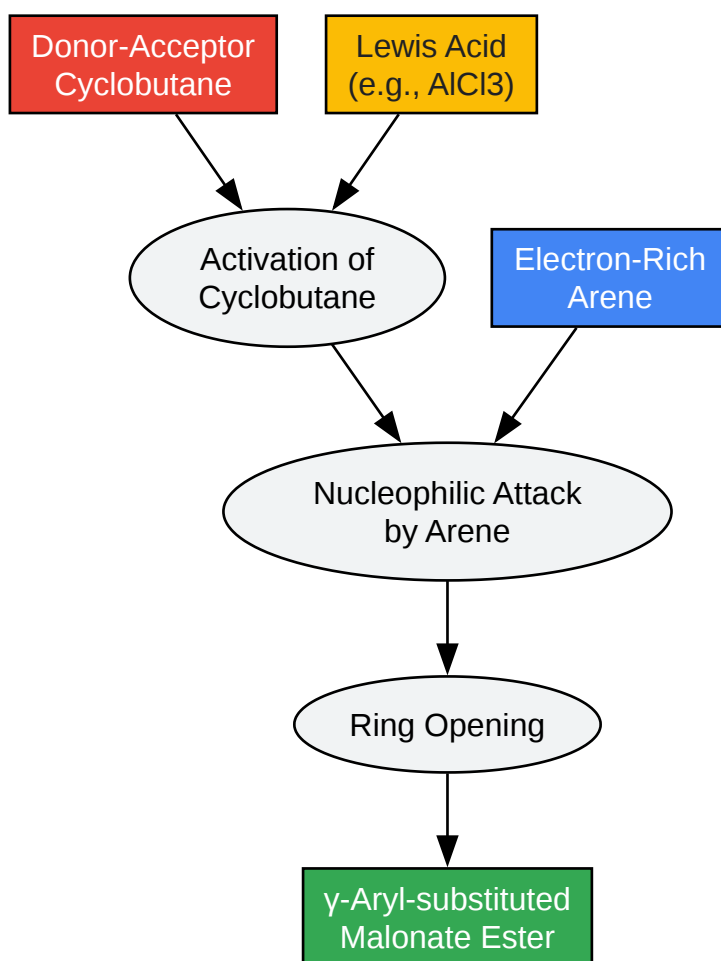 Donor-Acceptor
Cyclobutane
Lewis Acid
(e.g., AlCl3)
Activation of
Cyclobutane
Electron-Rich
Arene
Nucleophilic Attack
by Arene
Ring Opening
γ-Aryl-substituted
Malonate Ester